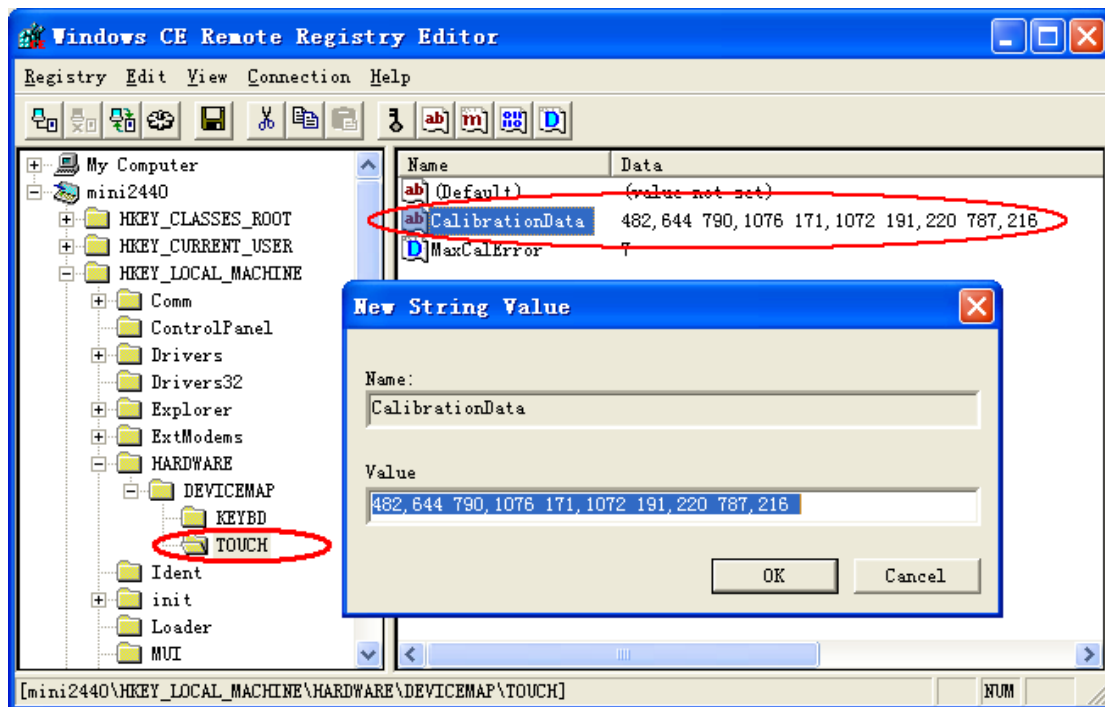 Windows CE Remote Registry Editor
Registry Edit View Connection Help
My Computer
mini2440
HKEY_CLASSES_ROOT
HKEY_CURRENT_USER
HKEY_LOCAL_MACHINE
Comm
ControlPanel
Drivers
Drivers32
Explorer
ExtModems
HARDWARE
DEVICEMAP
KEYBD
TOUCH
Ident
init
Loader
MUI
Name Data
(Default) (value not set)
CalibrationData 482,644 790,1076 171,1072 191,220 787,216
MaxCalError 7
New String Value
Name:
CalibrationData
Value
482,644 790,1076 171,1072 191,220 787,216
OK Cancel
[mini2440\HKEY_LOCAL_MACHINE\HARDWARE\DEVICEMAP\TOUCH] NUM